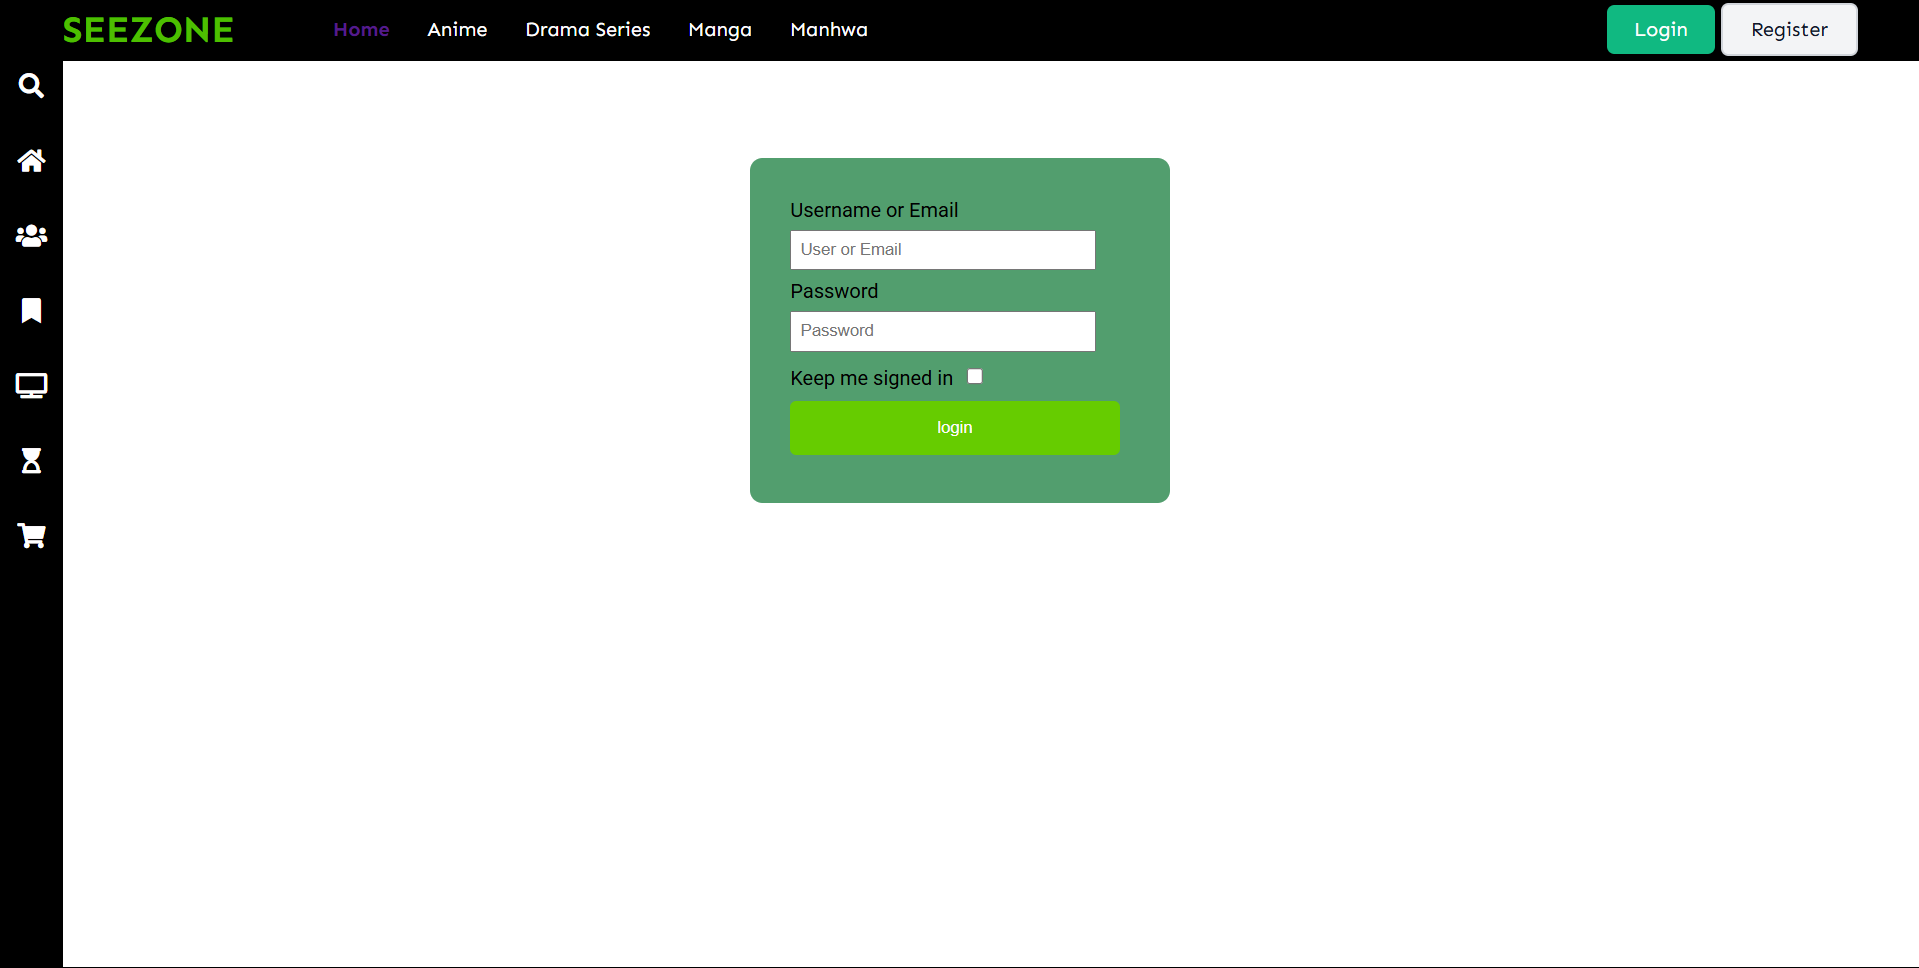 SEEZONE
Home Anime Drama Series Manga Manhwa
Login Register
Username or Email
User or Email
Password
Password
Keep me signed in
login